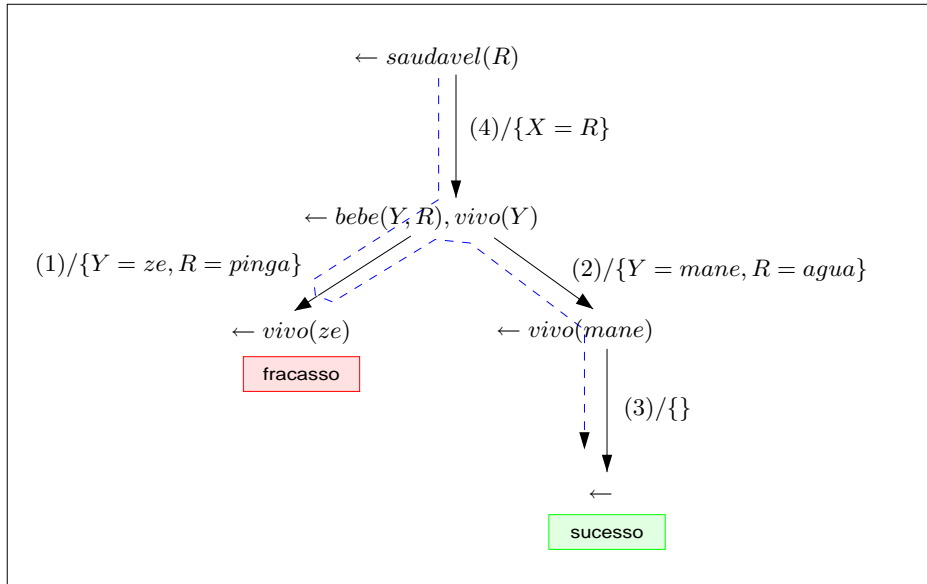 ← saudavel(R)
(4)/{X = R}
← bebe(Y, R), vivo(Y)
(1)/{Y = ze, R = pinga}
(2)/{Y = mane, R = agua}
← vivo(ze)
← vivo(mane)
fracasso
(3)/{}
←
sucesso